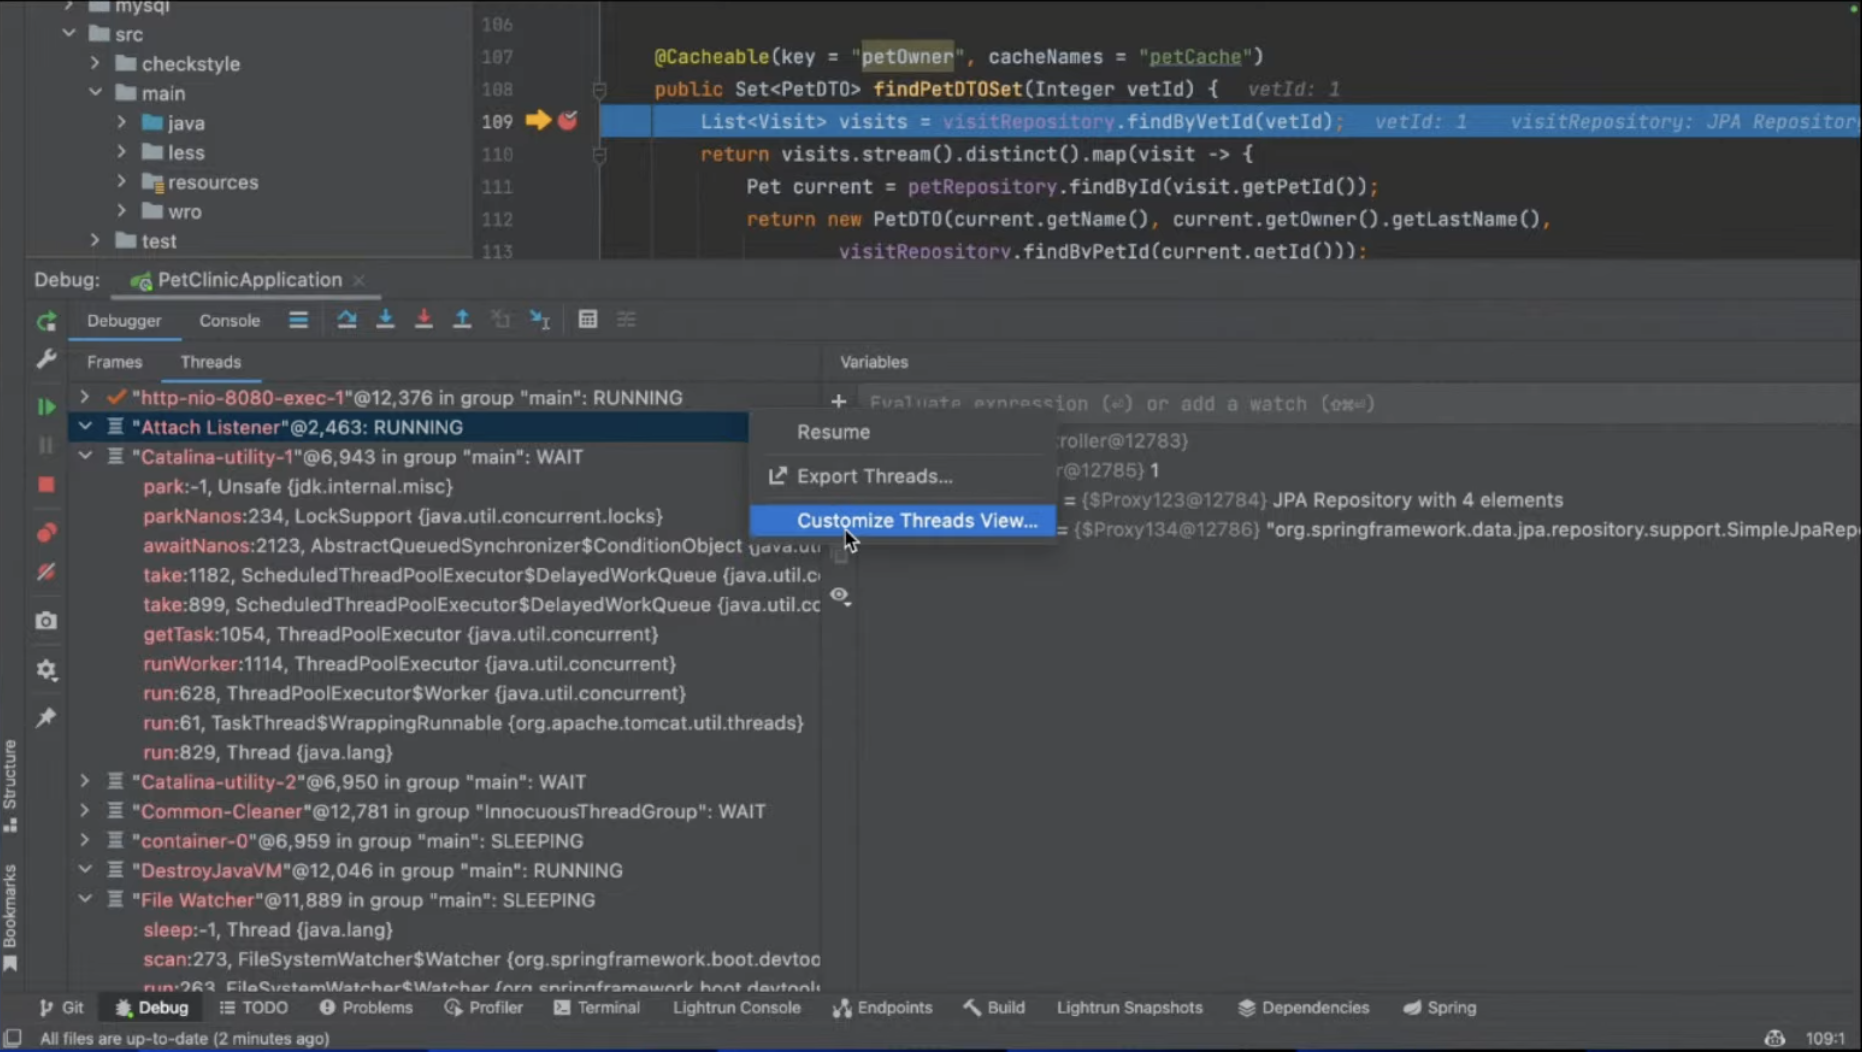 mysql
src
checkstyle
main
java
less
resources
wro
test
106
107 @Cacheable(key = "petOwner", cacheNames = "petCache")
108 public Set<PetDTO> findPetDTOSet(Integer vetId) { vetId: 1
109 List<Visit> visits = visitRepository.findByVetId(vetId); vetId: 1 visitRepository: JPA Repositor
110 return visits.stream().distinct().map(visit -> {
111 Pet current = petRepository.findById(visit.getPetId());
112 return new PetDTO(current.getName(), current.getOwner().getLastName(),
113 visitRepository.findByPetId(current.getId()));
Debug: PetClinicApplication
Debugger Console
Frames Threads
Variables
"http-nio-8080-exec-1"@12,376 in group "main": RUNNING
"Attach Listener"@2,463: RUNNING
"Catalina-utility-1"@6,943 in group "main": WAIT
park:-1, Unsafe {jdk.internal.misc}
parkNanos:234, LockSupport {java.util.concurrent.locks}
awaitNanos:2123, AbstractQueuedSynchronizer$ConditionObject {java.uti
take:1182, ScheduledThreadPoolExecutor$DelayedWorkQueue {java.util.c
take:899, ScheduledThreadPoolExecutor$DelayedWorkQueue {java.util.cc
getTask:1054, ThreadPoolExecutor {java.util.concurrent}
runWorker:1114, ThreadPoolExecutor {java.util.concurrent}
run:628, ThreadPoolExecutor$Worker {java.util.concurrent}
run:61, TaskThread$WrappingRunnable {org.apache.tomcat.util.threads}
run:829, Thread {java.lang}
"Catalina-utility-2"@6,950 in group "main": WAIT
"Common-Cleaner"@12,781 in group "InnocuousThreadGroup": WAIT
"container-0"@6,959 in group "main": SLEEPING
"DestroyJavaVM"@12,046 in group "main": RUNNING
"File Watcher"@11,889 in group "main": SLEEPING
sleep:-1, Thread {java.lang}
scan:273, FileSystemWatcher$Watcher {org.springframework.boot.devtoo
run:263, FileSystemWatcher$Watcher {org.springframework.boot.devtools
Evaluate expression (⏎) or add a watch (⇧⌘⏎)
roller@12783}
r@12785} 1
= {$Proxy123@12784} JPA Repository with 4 elements
= {$Proxy134@12786} "org.springframework.data.jpa.repository.support.SimpleJpaRepo
Resume
Export Threads...
Customize Threads View...
Structure
Bookmarks
Git Debug TODO Problems Profiler Terminal Lightrun Console Endpoints Build Lightrun Snapshots Dependencies Spring
All files are up-to-date (2 minutes ago)
109:1